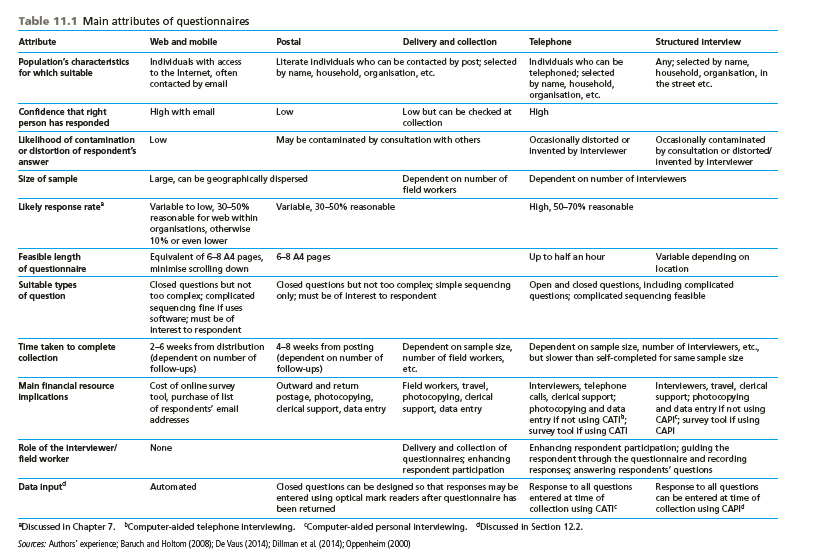 Table 11.1 Main attributes of questionnaires
Attribute Web and mobile Postal Delivery and collection Telephone Structured interview
Population's characteristics Individuals with access Literate individuals who can be contacted by post; selected Individuals who can be Any; selected by name,
for which suitable to the Internet, often by name, household, organisation, etc. telephoned; selected household, organisation, in
contacted by email by name, household, the street etc.
organisation, etc.
Confidence that right High with email Low Low but can be checked at High
person has responded collection
Likelihood of contamination Low May be contaminated by consultation with others Occasionally distorted or Occasionally contaminated
or distortion of respondent's invented by interviewer by consultation or distorted/
answer invented by interviewer
Size of sample Large, can be geographically dispersed Dependent on number of Dependent on number of interviewers
field workers
Likely response rateᵃ Variable to low, 30–50% Variable, 30–50% reasonable High, 50–70% reasonable
reasonable for web within
organisations, otherwise
10% or even lower
Feasible length Equivalent of 6–8 A4 pages, 6–8 A4 pages Up to half an hour Variable depending on
of questionnaire minimise scrolling down location
Suitable types Closed questions but not Closed questions but not too complex; simple sequencing Open and closed questions, including complicated
of question too complex; complicated only; must be of interest to respondent questions; complicated sequencing feasible
sequencing fine if uses
software; must be of
interest to respondent
Time taken to complete 2–6 weeks from distribution 4–8 weeks from posting Dependent on sample size, Dependent on sample size, number of interviewers, etc.,
collection (dependent on number of (dependent on number of number of field workers, but slower than self-completed for same sample size
follow-ups) follow-ups) etc.
Main financial resource Cost of online survey Outward and return Field workers, travel, Interviewers, telephone Interviewers, travel, clerical
implications tool, purchase of list postage, photocopying, photocopying, clerical calls, clerical support; support; photocopying
of respondents' email clerical support, data entry support, data entry photocopying and data and data entry if not using
addresses entry if not using CATIᵇ; CAPIᶜ; survey tool if using
survey tool if using CATI CAPI
Role of the interviewer/ None Delivery and collection of Enhancing respondent participation; guiding the
field worker questionnaires; enhancing respondent through the questionnaire and recording
respondent participation responses; answering respondents' questions
Data inputᵈ Automated Closed questions can be designed so that responses may be Response to all questions Response to all questions
entered using optical mark readers after questionnaire has entered at time of can be entered at time of
been returned collection using CATIᶜ collection using CAPIᵈ
ᵃDiscussed in Chapter 7. ᵇComputer-aided telephone interviewing. ᶜComputer-aided personal interviewing. ᵈDiscussed in Section 12.2.
Sources: Authors' experience; Baruch and Holtom (2008); De Vaus (2014); Dillman et al. (2014); Oppenheim (2000)